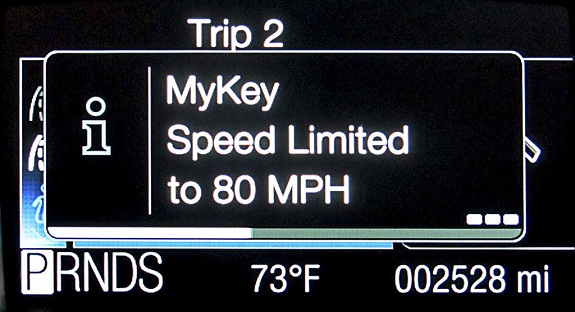 Trip 2
MyKey
Speed Limited
to 80 MPH
PRNDS 73°F 002528 mi